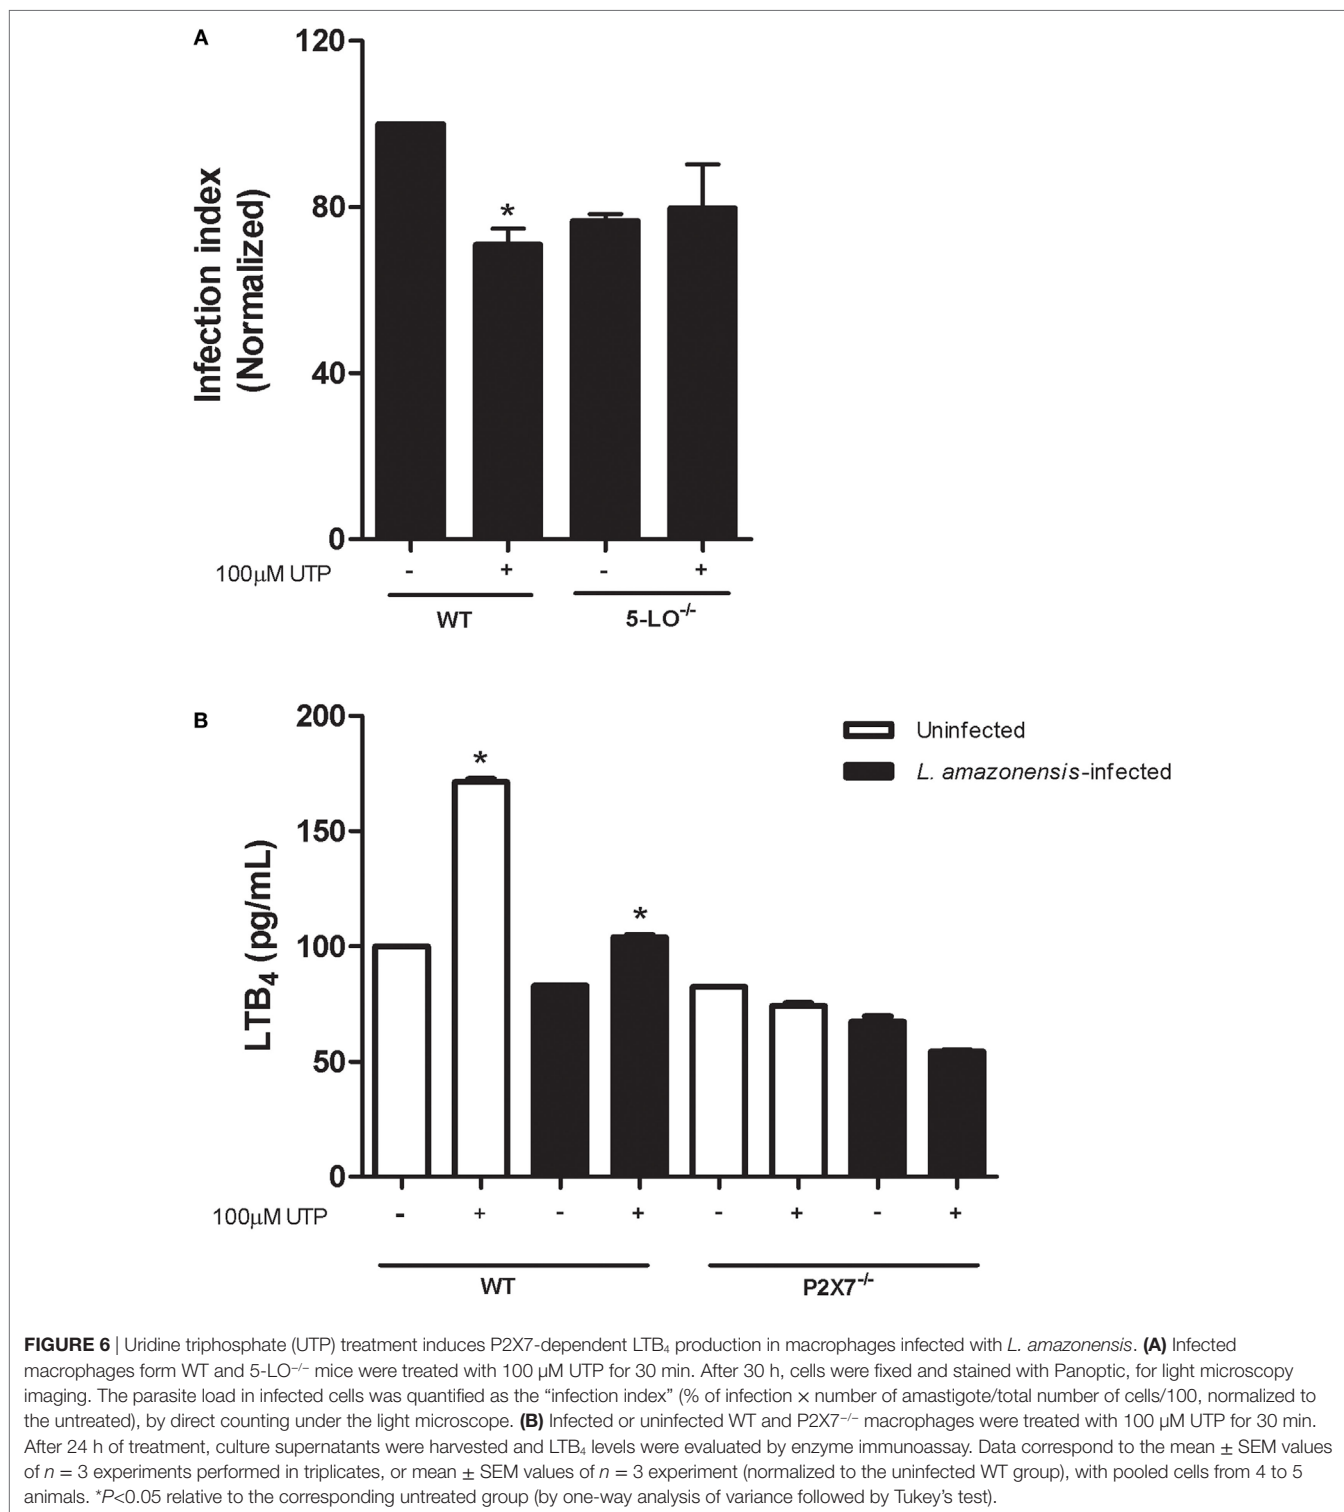 A
120
80
40
0
Infection index
(Normalized)
*
100µM UTP - + - +
WT 5-LO-/-
B
200
150
100
50
0
LTB4 (pg/mL)
*
*
Uninfected
L. amazonensis-infected
100µM UTP - + - + - + - +
WT P2X7-/-
FIGURE 6 | Uridine triphosphate (UTP) treatment induces P2X7-dependent LTB4 production in macrophages infected with L. amazonensis. (A) Infected
macrophages form WT and 5-LO−/− mice were treated with 100 µM UTP for 30 min. After 30 h, cells were fixed and stained with Panoptic, for light microscopy
imaging. The parasite load in infected cells was quantified as the “infection index” (% of infection × number of amastigote/total number of cells/100, normalized to
the untreated), by direct counting under the light microscope. (B) Infected or uninfected WT and P2X7−/− macrophages were treated with 100 µM UTP for 30 min.
After 24 h of treatment, culture supernatants were harvested and LTB4 levels were evaluated by enzyme immunoassay. Data correspond to the mean ± SEM values
of n = 3 experiments performed in triplicates, or mean ± SEM values of n = 3 experiment (normalized to the uninfected WT group), with pooled cells from 4 to 5
animals. *P<0.05 relative to the corresponding untreated group (by one-way analysis of variance followed by Tukey’s test).